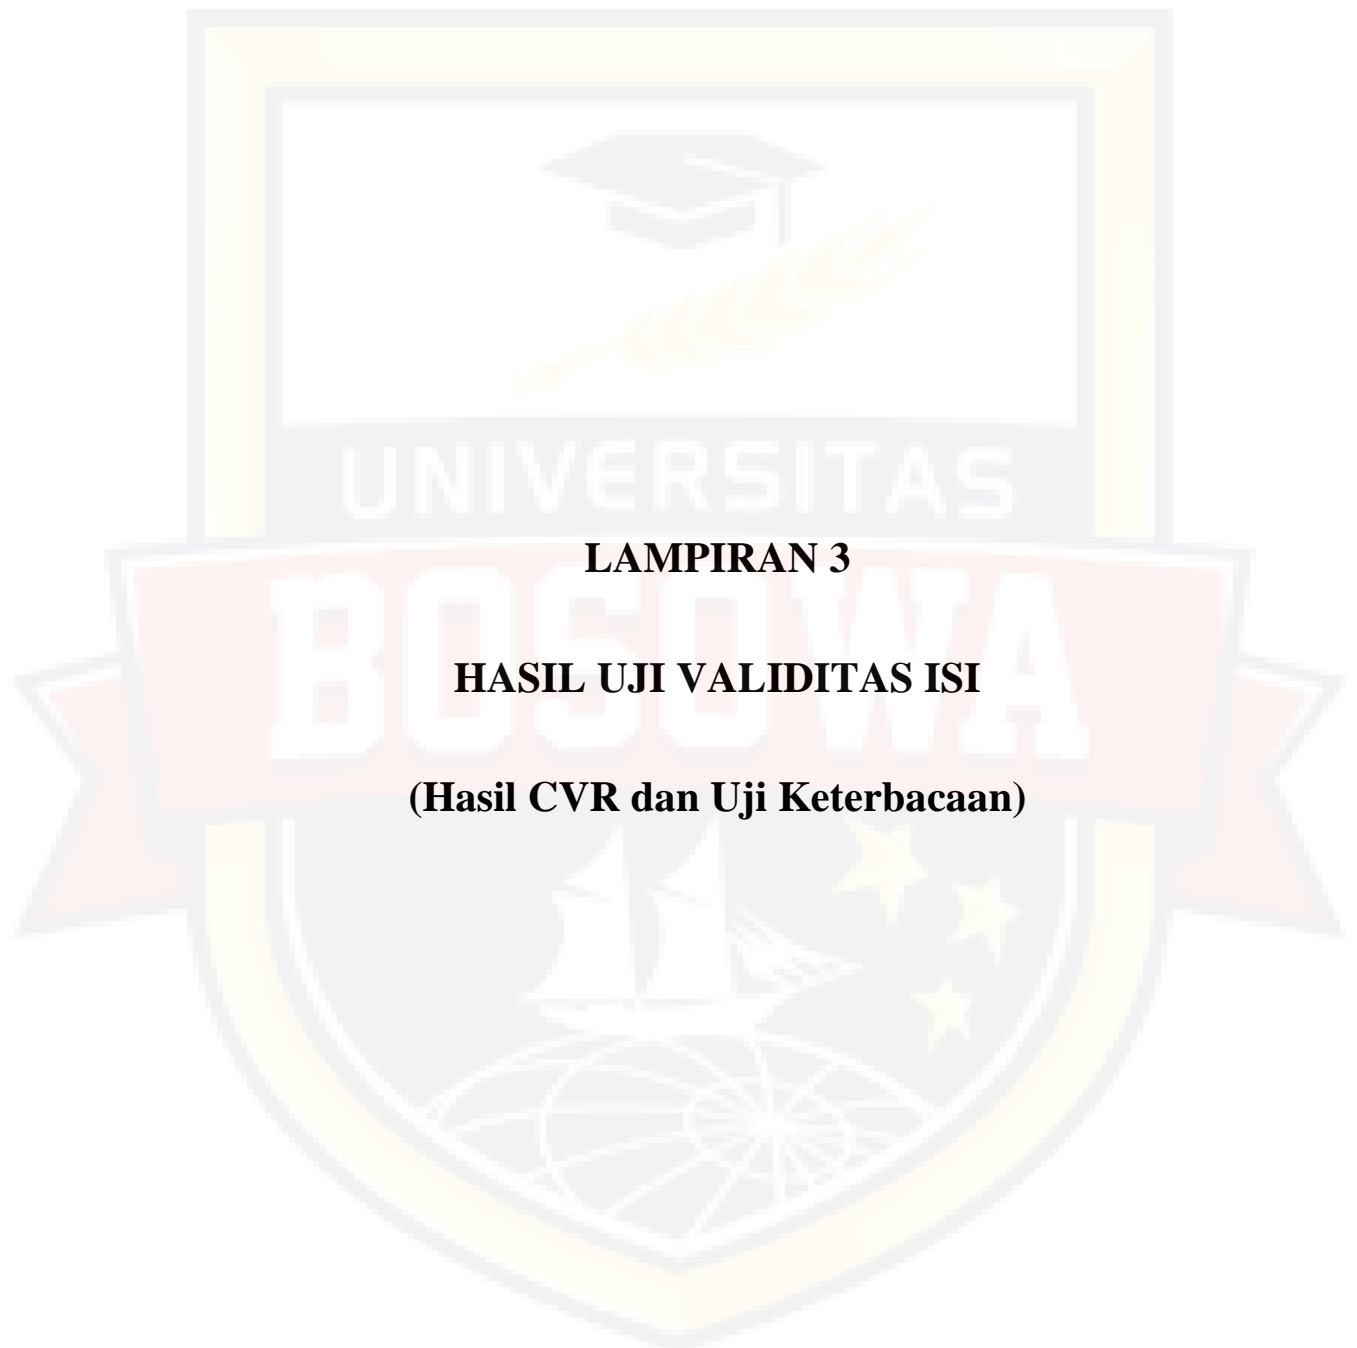 UNIVERSITAS
LAMPIRAN 3
BOSOWA
HASIL UJI VALIDITAS ISI
(Hasil CVR dan Uji Keterbacaan)